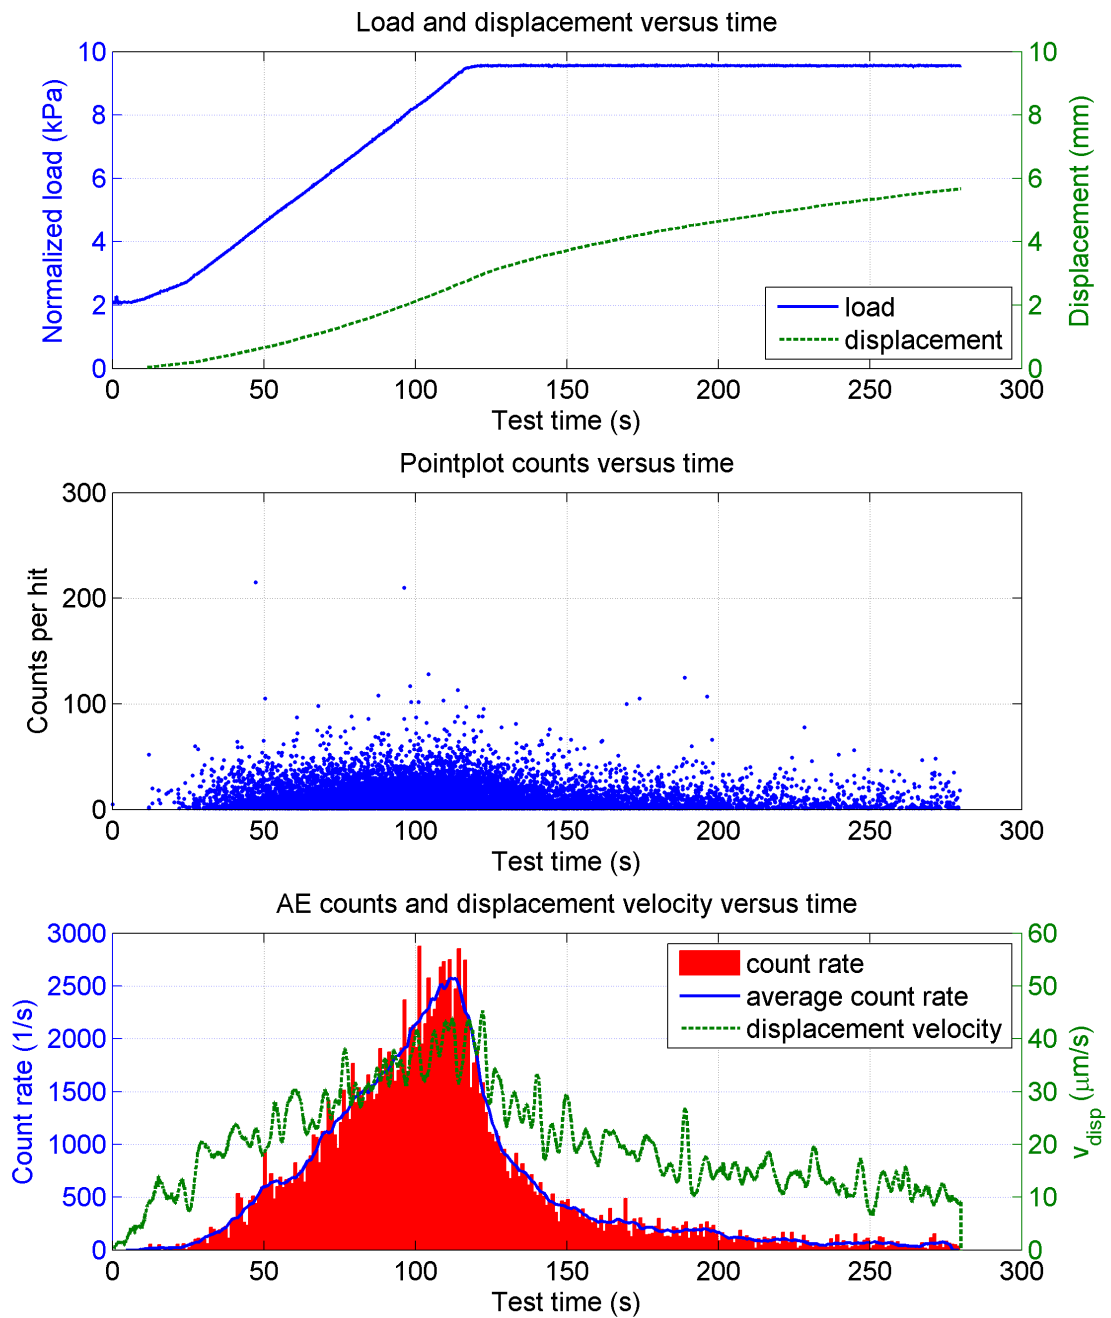 Load and displacement versus time
Normalized load (kPa)
10
8
6
4
2
0
10
8
6
4
2
0
Displacement (mm)
load
displacement
0 50 100 150 200 250 300
Test time (s)
Pointplot counts versus time
Counts per hit
300
200
100
0
0 50 100 150 200 250 300
Test time (s)
AE counts and displacement velocity versus time
Count rate (1/s)
3000
2500
2000
1500
1000
500
0
60
50
40
30
20
10
0
v_disp (μm/s)
count rate
average count rate
displacement velocity
0 50 100 150 200 250 300
Test time (s)